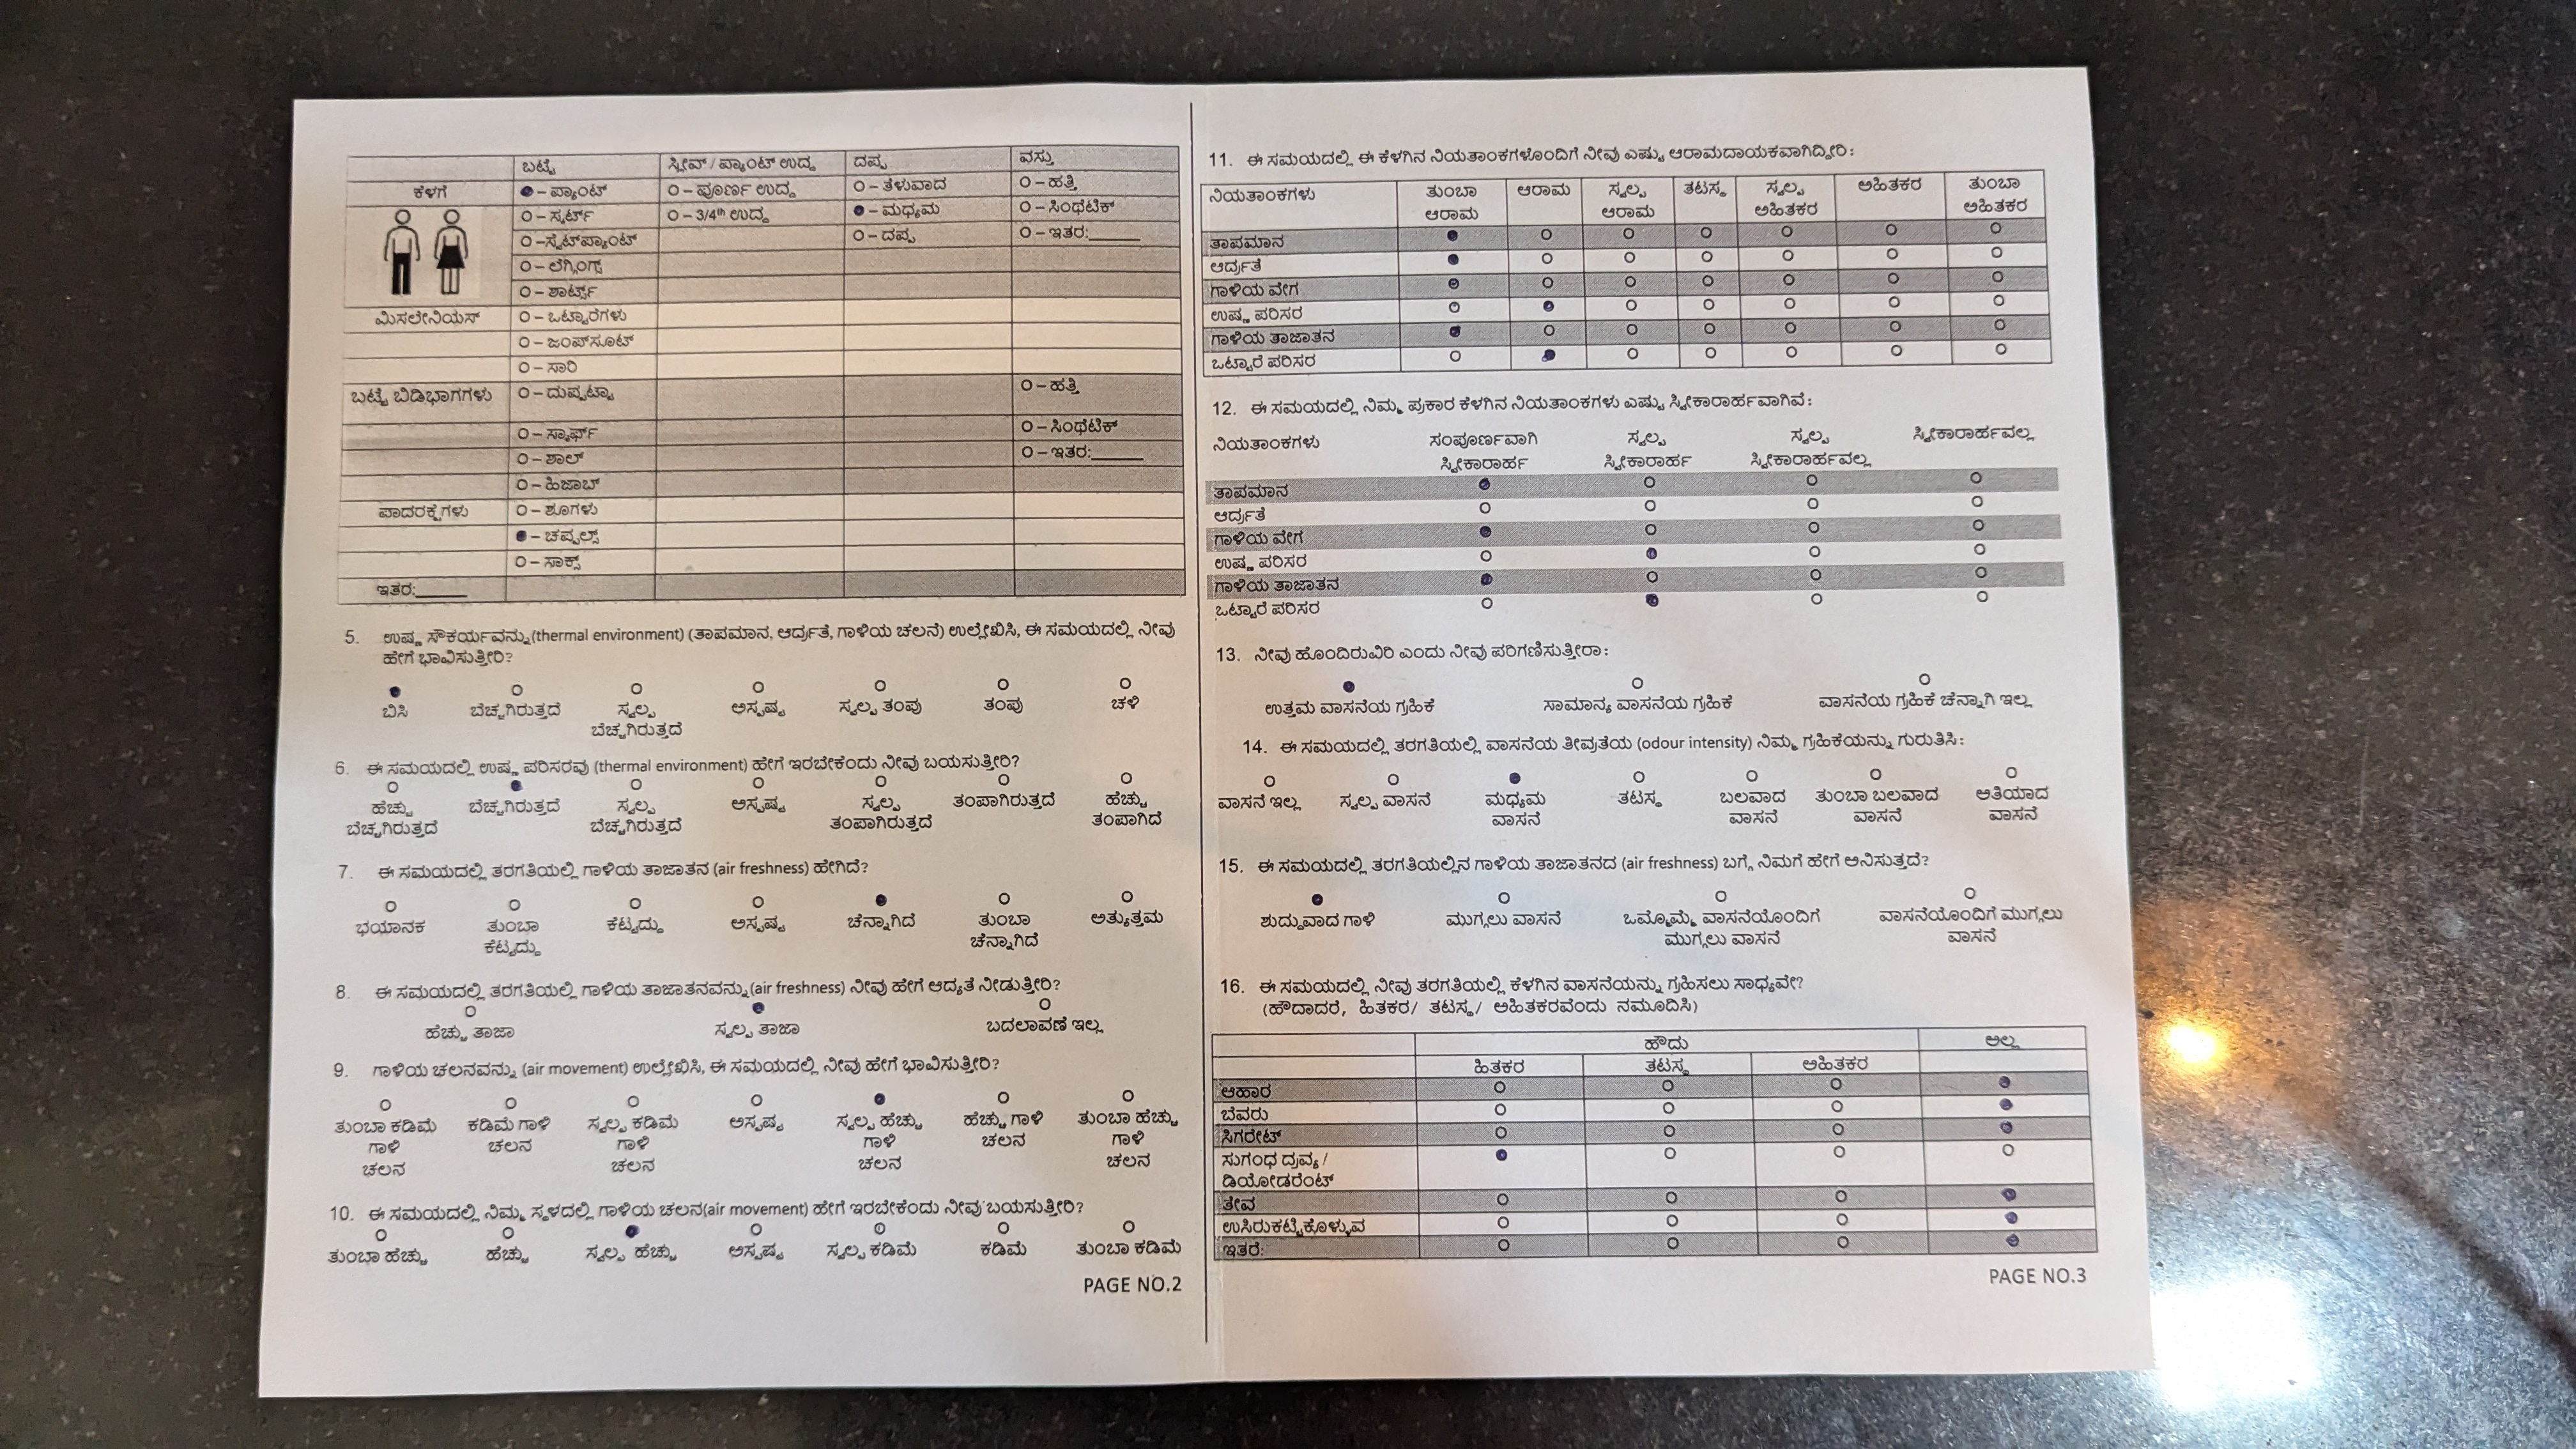 ಬಟ್ಟೆ ಸ್ಲೀವ್ / ಪ್ಯಾಂಟ್ ಉದ್ದ ದಪ್ಪ ವಸ್ತು
ಕೆಳಗೆ - ಪ್ಯಾಂಟ್ - ಪೂರ್ಣ ಉದ್ದ - ತೆಳುವಾದ - ಹತ್ತಿ
- ಸ್ಕರ್ಟ್ - 3/4th ಉದ್ದ - ಮಧ್ಯಮ - ಸಿಂಥೆಟಿಕ್
-ಸ್ವೆಟ್‌ಪ್ಯಾಂಟ್ - ದಪ್ಪ - ಇತರ:______
- ಲೆಗ್ಗಿಂಗ್ಸ್
- ಶಾರ್ಟ್ಸ್
ಮಿಸಲೇನಿಯಸ್ - ಒಟ್ಟಾರೆಗಳು
- ಜಂಪ್‌ಸೂಟ್
- ಸಾರಿ
ಬಟ್ಟೆ ಬಿಡಿಭಾಗಗಳು - ದುಪ್ಪಟ್ಟಾ - ಹತ್ತಿ
- ಸ್ಕಾರ್ಫ್ - ಸಿಂಥೆಟಿಕ್
- ಶಾಲ್ - ಇತರ:______
- ಹಿಜಾಬ್
ಪಾದರಕ್ಷೆಗಳು - ಶೂಗಳು
- ಚಪ್ಪಲ್ಸ್
- ಸಾಕ್ಸ್
ಇತರ:______
5. ಉಷ್ಣ ಸೌಕರ್ಯವನ್ನು (thermal environment) (ತಾಪಮಾನ, ಆರ್ದ್ರತೆ, ಗಾಳಿಯ ಚಲನೆ) ಉಲ್ಲೇಖಿಸಿ, ಈ ಸಮಯದಲ್ಲಿ ನೀವು
ಹೇಗೆ ಭಾವಿಸುತ್ತೀರಿ?
ಬಿಸಿ ಬೆಚ್ಚಗಿರುತ್ತದೆ ಸ್ವಲ್ಪ ಅಸ್ಪಷ್ಟ ಸ್ವಲ್ಪ ತಂಪು ತಂಪು ಚಳಿ
ಬೆಚ್ಚಗಿರುತ್ತದೆ
6. ಈ ಸಮಯದಲ್ಲಿ ಉಷ್ಣ ಪರಿಸರವು (thermal environment) ಹೇಗೆ ಇರಬೇಕೆಂದು ನೀವು ಬಯಸುತ್ತೀರಿ?
ಹೆಚ್ಚು ಬೆಚ್ಚಗಿರುತ್ತದೆ ಸ್ವಲ್ಪ ಅಸ್ಪಷ್ಟ ಸ್ವಲ್ಪ ತಂಪಾಗಿರುತ್ತದೆ ಹೆಚ್ಚು
ಬೆಚ್ಚಗಿರುತ್ತದೆ ಬೆಚ್ಚಗಿರುತ್ತದೆ ತಂಪಾಗಿರುತ್ತದೆ ತಂಪಾಗಿದೆ
7. ಈ ಸಮಯದಲ್ಲಿ ತರಗತಿಯಲ್ಲಿ ಗಾಳಿಯ ತಾಜಾತನ (air freshness) ಹೇಗಿದೆ?
ಭಯಾನಕ ತುಂಬಾ ಕೆಟ್ಟದ್ದು ಅಸ್ಪಷ್ಟ ಚೆನ್ನಾಗಿದೆ ತುಂಬಾ ಅತ್ಯುತ್ತಮ
ಕೆಟ್ಟದ್ದು ಚೆನ್ನಾಗಿದೆ
8. ಈ ಸಮಯದಲ್ಲಿ ತರಗತಿಯಲ್ಲಿ ಗಾಳಿಯ ತಾಜಾತನವನ್ನು (air freshness) ನೀವು ಹೇಗೆ ಆದ್ಯತೆ ನೀಡುತ್ತೀರಿ?
ಹೆಚ್ಚು ತಾಜಾ ಸ್ವಲ್ಪ ತಾಜಾ ಬದಲಾವಣೆ ಇಲ್ಲ
9. ಗಾಳಿಯ ಚಲನವನ್ನು (air movement) ಉಲ್ಲೇಖಿಸಿ, ಈ ಸಮಯದಲ್ಲಿ ನೀವು ಹೇಗೆ ಭಾವಿಸುತ್ತೀರಿ?
ತುಂಬಾ ಕಡಿಮೆ ಕಡಿಮೆ ಗಾಳಿ ಸ್ವಲ್ಪ ಕಡಿಮೆ ಅಸ್ಪಷ್ಟ ಸ್ವಲ್ಪ ಹೆಚ್ಚು ಹೆಚ್ಚು ಗಾಳಿ ತುಂಬಾ ಹೆಚ್ಚು
ಗಾಳಿ ಚಲನ ಗಾಳಿ ಗಾಳಿ ಚಲನ ಗಾಳಿ
ಚಲನ ಚಲನ ಚಲನ ಚಲನ
10. ಈ ಸಮಯದಲ್ಲಿ ನಿಮ್ಮ ಸ್ಥಳದಲ್ಲಿ ಗಾಳಿಯ ಚಲನ(air movement) ಹೇಗೆ ಇರಬೇಕೆಂದು ನೀವು ಬಯಸುತ್ತೀರಿ?
ತುಂಬಾ ಹೆಚ್ಚು ಹೆಚ್ಚು ಸ್ವಲ್ಪ ಹೆಚ್ಚು ಅಸ್ಪಷ್ಟ ಸ್ವಲ್ಪ ಕಡಿಮೆ ಕಡಿಮೆ ತುಂಬಾ ಕಡಿಮೆ
PAGE NO.2
11. ಈ ಸಮಯದಲ್ಲಿ ಈ ಕೆಳಗಿನ ನಿಯತಾಂಕಗಳೊಂದಿಗೆ ನೀವು ಎಷ್ಟು ಆರಾಮದಾಯಕವಾಗಿದ್ದೀರಿ:
ನಿಯತಾಂಕಗಳು ತುಂಬಾ ಆರಾಮ ಸ್ವಲ್ಪ ತಟಸ್ಥ ಸ್ವಲ್ಪ ಅಹಿತಕರ ತುಂಬಾ
ಆರಾಮ ಆರಾಮ ಅಹಿತಕರ ಅಹಿತಕರ
ತಾಪಮಾನ
ಆರ್ದ್ರತೆ
ಗಾಳಿಯ ವೇಗ
ಉಷ್ಣ ಪರಿಸರ
ಗಾಳಿಯ ತಾಜಾತನ
ಒಟ್ಟಾರೆ ಪರಿಸರ
12. ಈ ಸಮಯದಲ್ಲಿ ನಿಮ್ಮ ಪ್ರಕಾರ ಕೆಳಗಿನ ನಿಯತಾಂಕಗಳು ಎಷ್ಟು ಸ್ವೀಕಾರಾರ್ಹವಾಗಿವೆ:
ನಿಯತಾಂಕಗಳು ಸಂಪೂರ್ಣವಾಗಿ ಸ್ವಲ್ಪ ಸ್ವಲ್ಪ ಸ್ವೀಕಾರಾರ್ಹವಲ್ಲ
ಸ್ವೀಕಾರಾರ್ಹ ಸ್ವೀಕಾರಾರ್ಹ ಸ್ವೀಕಾರಾರ್ಹವಲ್ಲ
ತಾಪಮಾನ
ಆರ್ದ್ರತೆ
ಗಾಳಿಯ ವೇಗ
ಉಷ್ಣ ಪರಿಸರ
ಗಾಳಿಯ ತಾಜಾತನ
ಒಟ್ಟಾರೆ ಪರಿಸರ
13. ನೀವು ಹೊಂದಿರುವಿರಿ ಎಂದು ನೀವು ಪರಿಗಣಿಸುತ್ತೀರಾ:
ಉತ್ತಮ ವಾಸನೆಯ ಗ್ರಹಿಕೆ ಸಾಮಾನ್ಯ ವಾಸನೆಯ ಗ್ರಹಿಕೆ ವಾಸನೆಯ ಗ್ರಹಿಕೆ ಚೆನ್ನಾಗಿ ಇಲ್ಲ
14. ಈ ಸಮಯದಲ್ಲಿ ತರಗತಿಯಲ್ಲಿ ವಾಸನೆಯ ತೀವ್ರತೆಯ (odour intensity) ನಿಮ್ಮ ಗ್ರಹಿಕೆಯನ್ನು ಗುರುತಿಸಿ:
ವಾಸನೆ ಇಲ್ಲ ಸ್ವಲ್ಪ ವಾಸನೆ ಮಧ್ಯಮ ತಟಸ್ಥ ಬಲವಾದ ತುಂಬಾ ಬಲವಾದ ಅತಿಯಾದ
ವಾಸನೆ ವಾಸನೆ ವಾಸನೆ ವಾಸನೆ
15. ಈ ಸಮಯದಲ್ಲಿ ತರಗತಿಯಲ್ಲಿನ ಗಾಳಿಯ ತಾಜಾತನದ (air freshness) ಬಗ್ಗೆ ನಿಮಗೆ ಹೇಗೆ ಅನಿಸುತ್ತದೆ?
ಶುದ್ಧುವಾದ ಗಾಳಿ ಮುಗ್ಗಲು ವಾಸನೆ ಒಮ್ಮೊಮ್ಮೆ ವಾಸನೆಯೊಂದಿಗೆ ವಾಸನೆಯೊಂದಿಗೆ ಮುಗ್ಗಲು
ಮುಗ್ಗಲು ವಾಸನೆ ವಾಸನೆ
16. ಈ ಸಮಯದಲ್ಲಿ ನೀವು ತರಗತಿಯಲ್ಲಿ ಕೆಳಗಿನ ವಾಸನೆಯನ್ನು ಗ್ರಹಿಸಲು ಸಾಧ್ಯವೇ?
(ಹೌದಾದರೆ, ಹಿತಕರ/ ತಟಸ್ಥ/ ಅಹಿತಕರವೆಂದು ನಮೂದಿಸಿ)
ಹೌದು ಅಲ್ಲ
ಹಿತಕರ ತಟಸ್ಥ ಅಹಿತಕರ
ಆಹಾರ
ಬೆವರು
ಸಿಗರೇಟ್
ಸುಗಂಧ ದ್ರವ್ಯ /
ಡಿಯೋಡರೆಂಟ್
ತೇವ
ಉಸಿರುಕಟ್ಟಿಕೊಳ್ಳುವ
ಇತರೆ:
PAGE NO.3